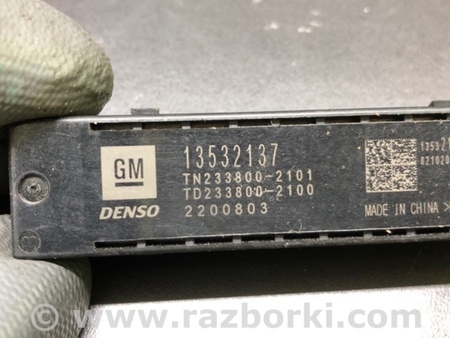 GM
DENSO
13532137
TN233800-2101
TD233800-2100
2200803
MADE IN CHINA >
www.razborki.com